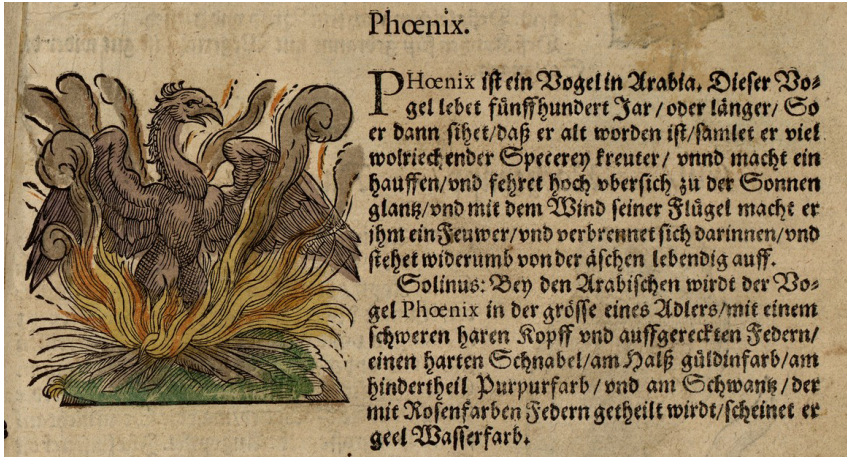 Phœnix.
PHœnix ist ein Vogel in Arabia. Dieser Vo-
gel lebet fünffhundert Jar / oder länger / So
er dann sihet / daß er alt worden ist / samlet er viel
wolriechender Specerey kreuter / vnnd macht ein
hauffen / vnd fehret hoch vbersich zu der Sonnen
glantz / vnd mit dem Wind seiner Flügel macht er
jhm ein Feuwer / vnd verbrennet sich darinnen / vnd
stehet widerumb von der äschen lebendig auff.
Solinus: Bey den Arabischen wirdt der Vo-
gel Phœnix in der grösse eines Adlers / mit einem
schweren haren Kopff vnd auffgereckten Federn /
einen harten Schnabel / am Halß güldinfarb / am
hindertheil Purpurfarb / vnd am Schwantz / der
mit Rosenfarben Federn getheilt wirdt / scheinet er
geel Wasserfarb.